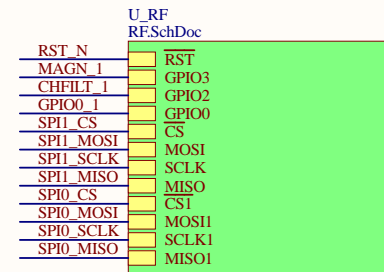 U_RF
RF.SchDoc
RST_N RST
MAGN_1 GPIO3
CHFILT_1 GPIO2
GPIO0_1 GPIO0
SPI1_CS CS
SPI1_MOSI MOSI
SPI1_SCLK SCLK
SPI1_MISO MISO
SPI0_CS CS1
SPI0_MOSI MOSI1
SPI0_SCLK SCLK1
SPI0_MISO MISO1